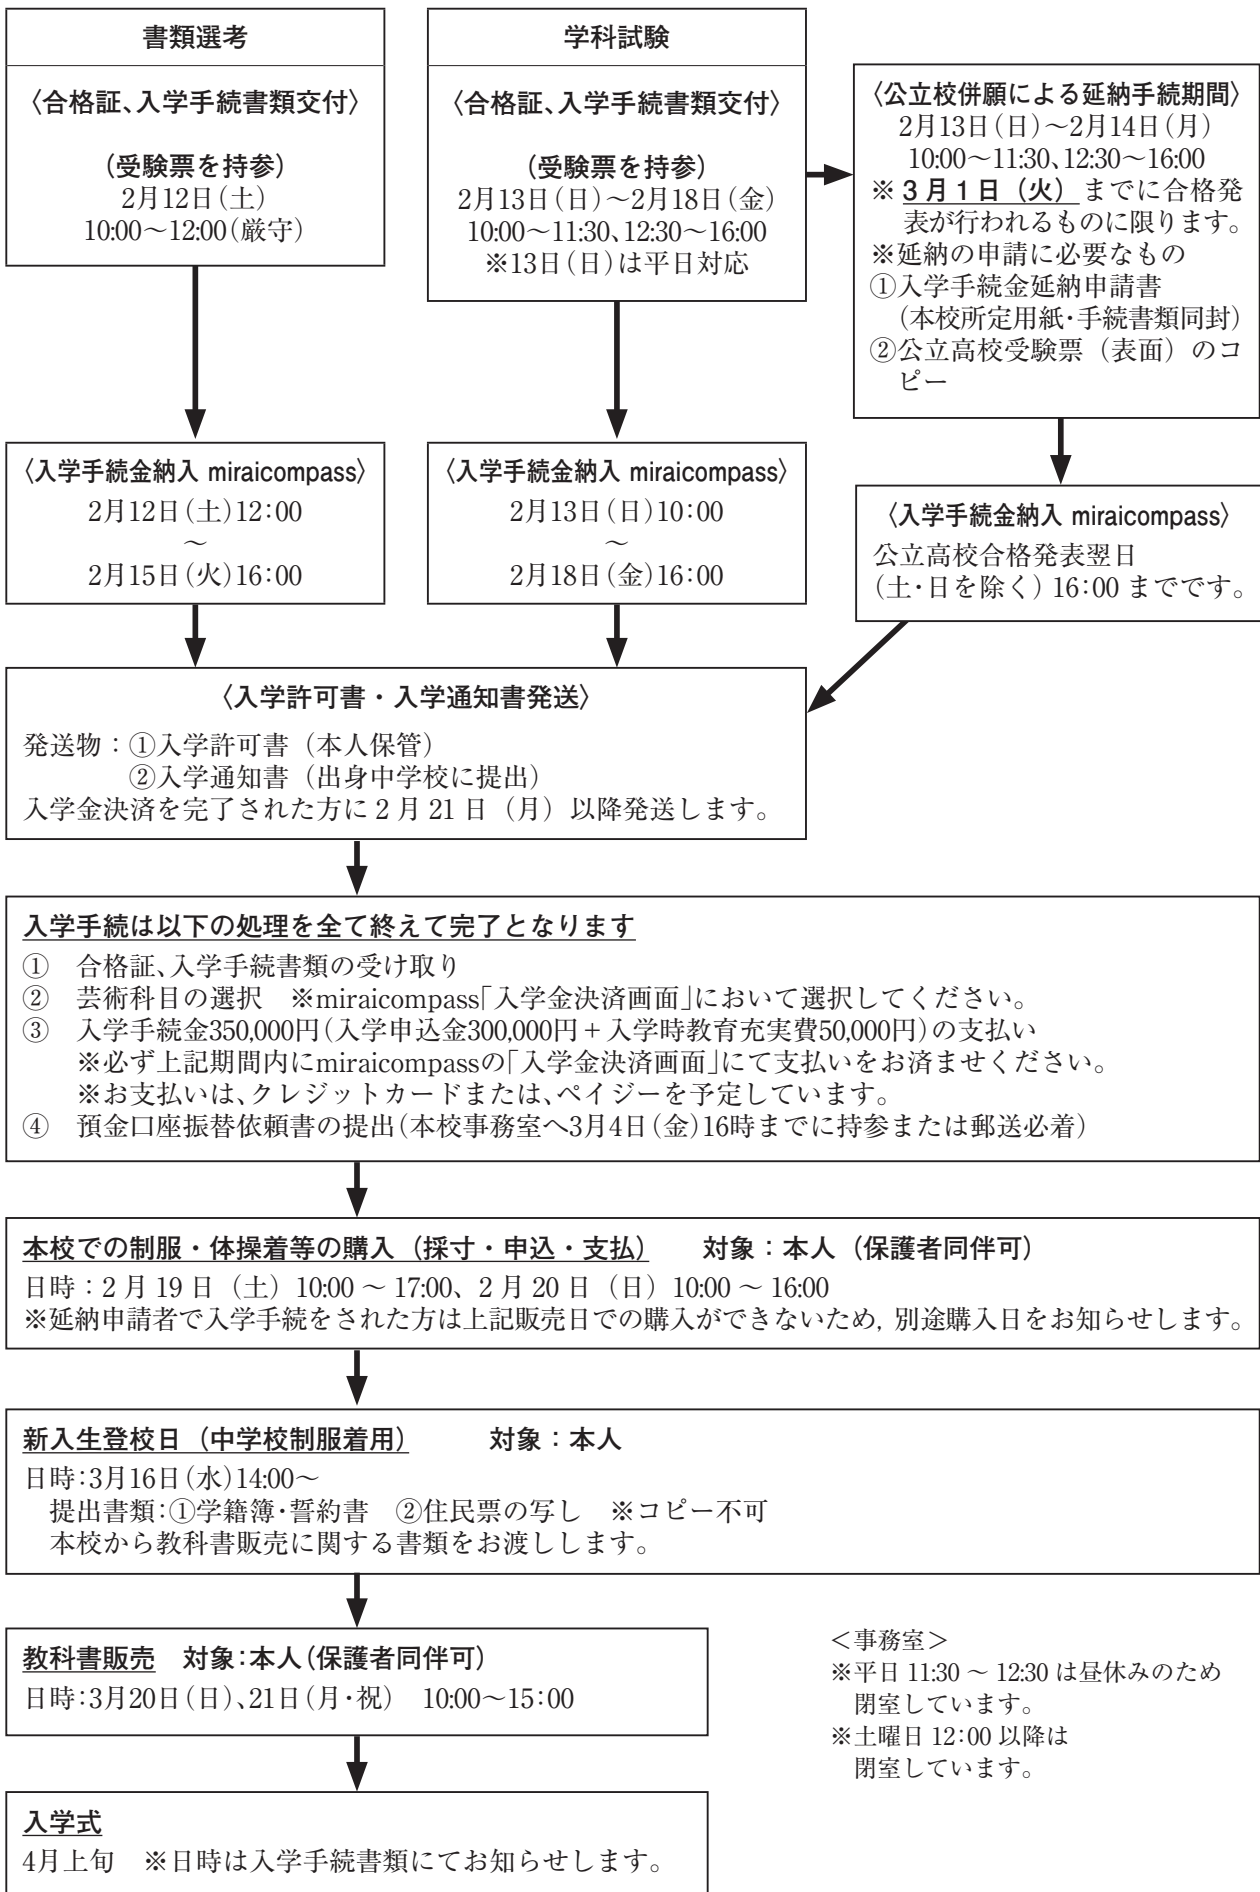 書類選考
〈合格証、入学手続書類交付〉
(受験票を持参)
2月12日(土)
10:00〜12:00(厳守)
学科試験
〈合格証、入学手続書類交付〉
(受験票を持参)
2月13日(日)〜2月18日(金)
10:00〜11:30、12:30〜16:00
※13日(日)は平日対応
〈公立校併願による延納手続期間〉
2月13日(日)〜2月14日(月)
10:00〜11:30、12:30〜16:00
※3月1日(火)までに合格発
表が行われるものに限ります。
※延納の申請に必要なもの
①入学手続金延納申請書
(本校所定用紙・手続書類同封)
②公立高校受験票(表面)のコ
ピー
〈入学手続金納入 miraicompass〉
2月12日(土)12:00
〜
2月15日(火)16:00
〈入学手続金納入 miraicompass〉
2月13日(日)10:00
〜
2月18日(金)16:00
〈入学手続金納入 miraicompass〉
公立高校合格発表翌日
(土・日を除く)16:00 までです。
〈入学許可書・入学通知書発送〉
発送物:①入学許可書(本人保管)
②入学通知書(出身中学校に提出)
入学金決済を完了された方に 2 月 21 日(月)以降発送します。
入学手続は以下の処理を全て終えて完了となります
① 合格証、入学手続書類の受け取り
② 芸術科目の選択 ※miraicompass「入学金決済画面」において選択してください。
③ 入学手続金350,000円(入学申込金300,000円+入学時教育充実費50,000円)の支払い
※必ず上記期間内にmiraicompassの「入学金決済画面」にて支払いをお済ませください。
※お支払いは、クレジットカードまたは、ペイジーを予定しています。
④ 預金口座振替依頼書の提出(本校事務室へ3月4日(金)16時までに持参または郵送必着)
本校での制服・体操着等の購入(採寸・申込・支払) 対象:本人(保護者同伴可)
日時:2 月 19 日(土)10:00 〜 17:00、2 月 20 日(日)10:00 〜 16:00
※延納申請者で入学手続をされた方は上記販売日での購入ができないため, 別途購入日をお知らせします。
新入生登校日(中学校制服着用) 対象:本人
日時:3月16日(水)14:00〜
提出書類:①学籍簿・誓約書 ②住民票の写し ※コピー不可
本校から教科書販売に関する書類をお渡しします。
教科書販売 対象:本人(保護者同伴可)
日時:3月20日(日)、21日(月・祝) 10:00〜15:00
<事務室>
※平日 11:30 〜 12:30 は昼休みのため
閉室しています。
※土曜日 12:00 以降は
閉室しています。
入学式
4月上旬 ※日時は入学手続書類にてお知らせします。